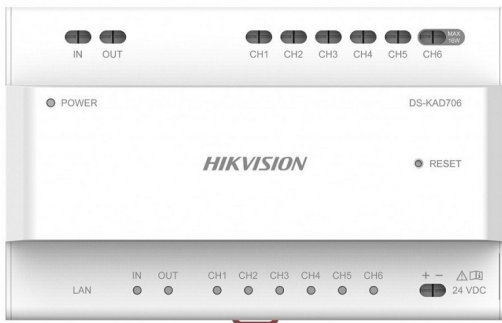 IN OUT CH1 CH2 CH3 CH4 CH5 CH6 MAX 16W
POWER DS-KAD706
HIKVISION
RESET
LAN IN OUT CH1 CH2 CH3 CH4 CH5 CH6 + −
24 VDC